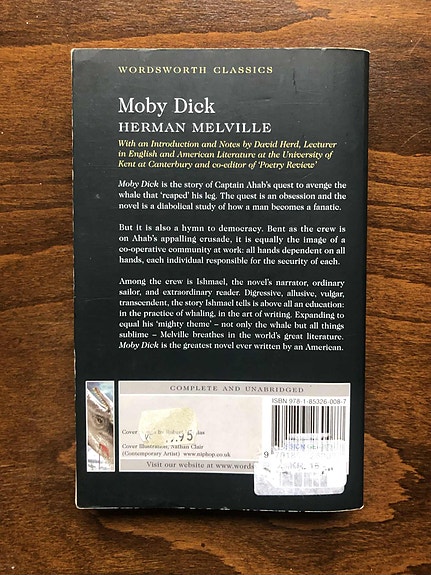 WORDSWORTH CLASSICS
Moby Dick
HERMAN MELVILLE
With an Introduction and Notes by David Herd, Lecturer
in English and American Literature at the University of
Kent at Canterbury and co-editor of 'Poetry Review'
Moby Dick is the story of Captain Ahab's quest to avenge the
whale that 'reaped' his leg. The quest is an obsession and the
novel is a diabolical study of how a man becomes a fanatic.
But it is also a hymn to democracy. Bent as the crew is
on Ahab's appalling crusade, it is equally the image of a
co-operative community at work: all hands dependent on all
hands, each individual responsible for the security of each.
Among the crew is Ishmael, the novel's narrator, ordinary
sailor, and extraordinary reader. Digressive, allusive, vulgar,
transcendent, the story Ishmael tells is above all an education:
in the practice of whaling, in the art of writing. Expanding to
equal his 'mighty theme' – not only the whale but all things
sublime – Melville breathes in the world's great literature.
Moby Dick is the greatest novel ever written by an American.
COMPLETE AND UNABRIDGED
ISBN 978-1-85326-008-7
Cover
.95
Cover Illustration, Nathan Clair
(Contemporary Artist) www.niphop.co.uk
Visit our website at www.words
9